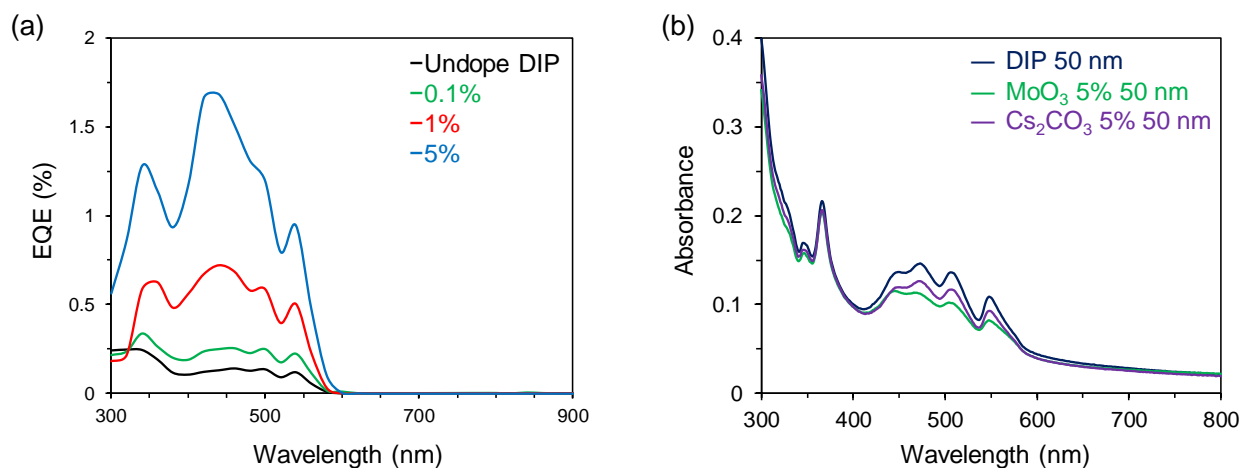 (a)
2
1.5
1
0.5
0
EQE (%)
−Undope DIP
−0.1%
−1%
−5%
300
500
700
900
Wavelength (nm)
(b)
0.4
0.3
0.2
0.1
0
Absorbance
DIP 50 nm
MoO₃ 5% 50 nm
Cs₂CO₃ 5% 50 nm
300
400
500
600
700
800
Wavelength (nm)